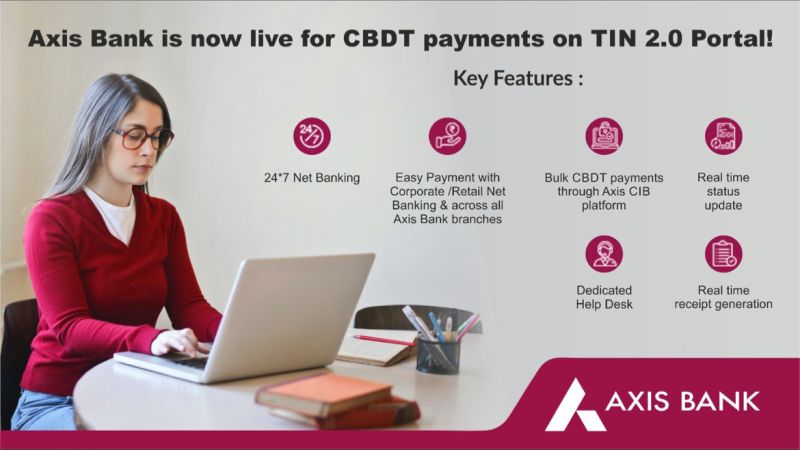 Axis Bank is now live for CBDT payments on TIN 2.0 Portal!
Key Features :
24/7
24*7 Net Banking
Easy Payment with
Corporate /Retail Net
Banking & across all
Axis Bank branches
Bulk CBDT payments
through Axis CIB
platform
Real time
status
update
Dedicated
Help Desk
Real time
receipt generation
AXIS BANK